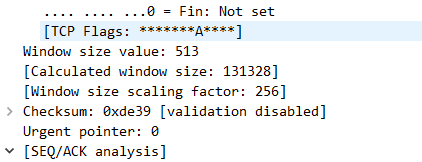 .... .... ...0 = Fin: Not set
[TCP Flags: *******A****]
Window size value: 513
[Calculated window size: 131328]
[Window size scaling factor: 256]
Checksum: 0xde39 [validation disabled]
Urgent pointer: 0
[SEQ/ACK analysis]